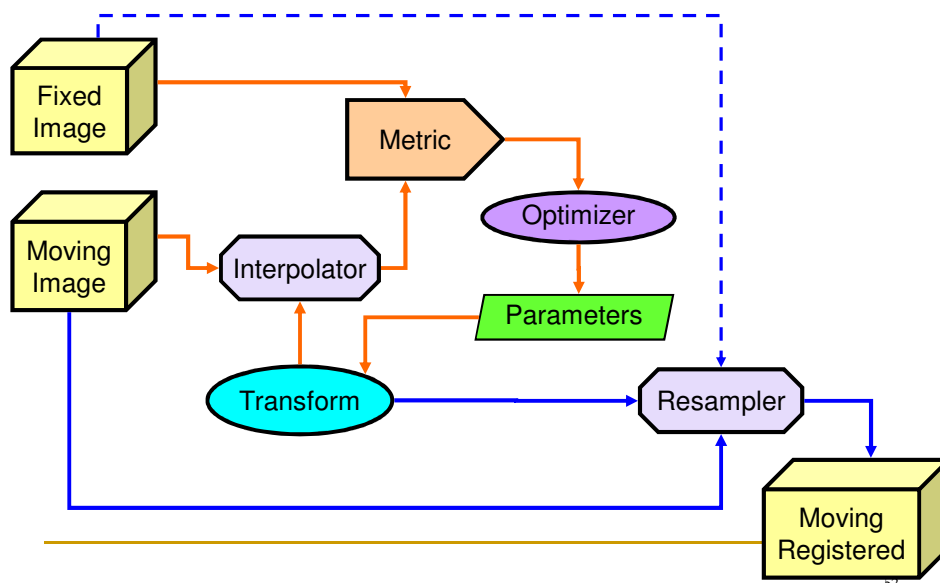 Fixed
Image
Metric
Optimizer
Moving
Image
Interpolator
Parameters
Transform
Resampler
Moving
Registered